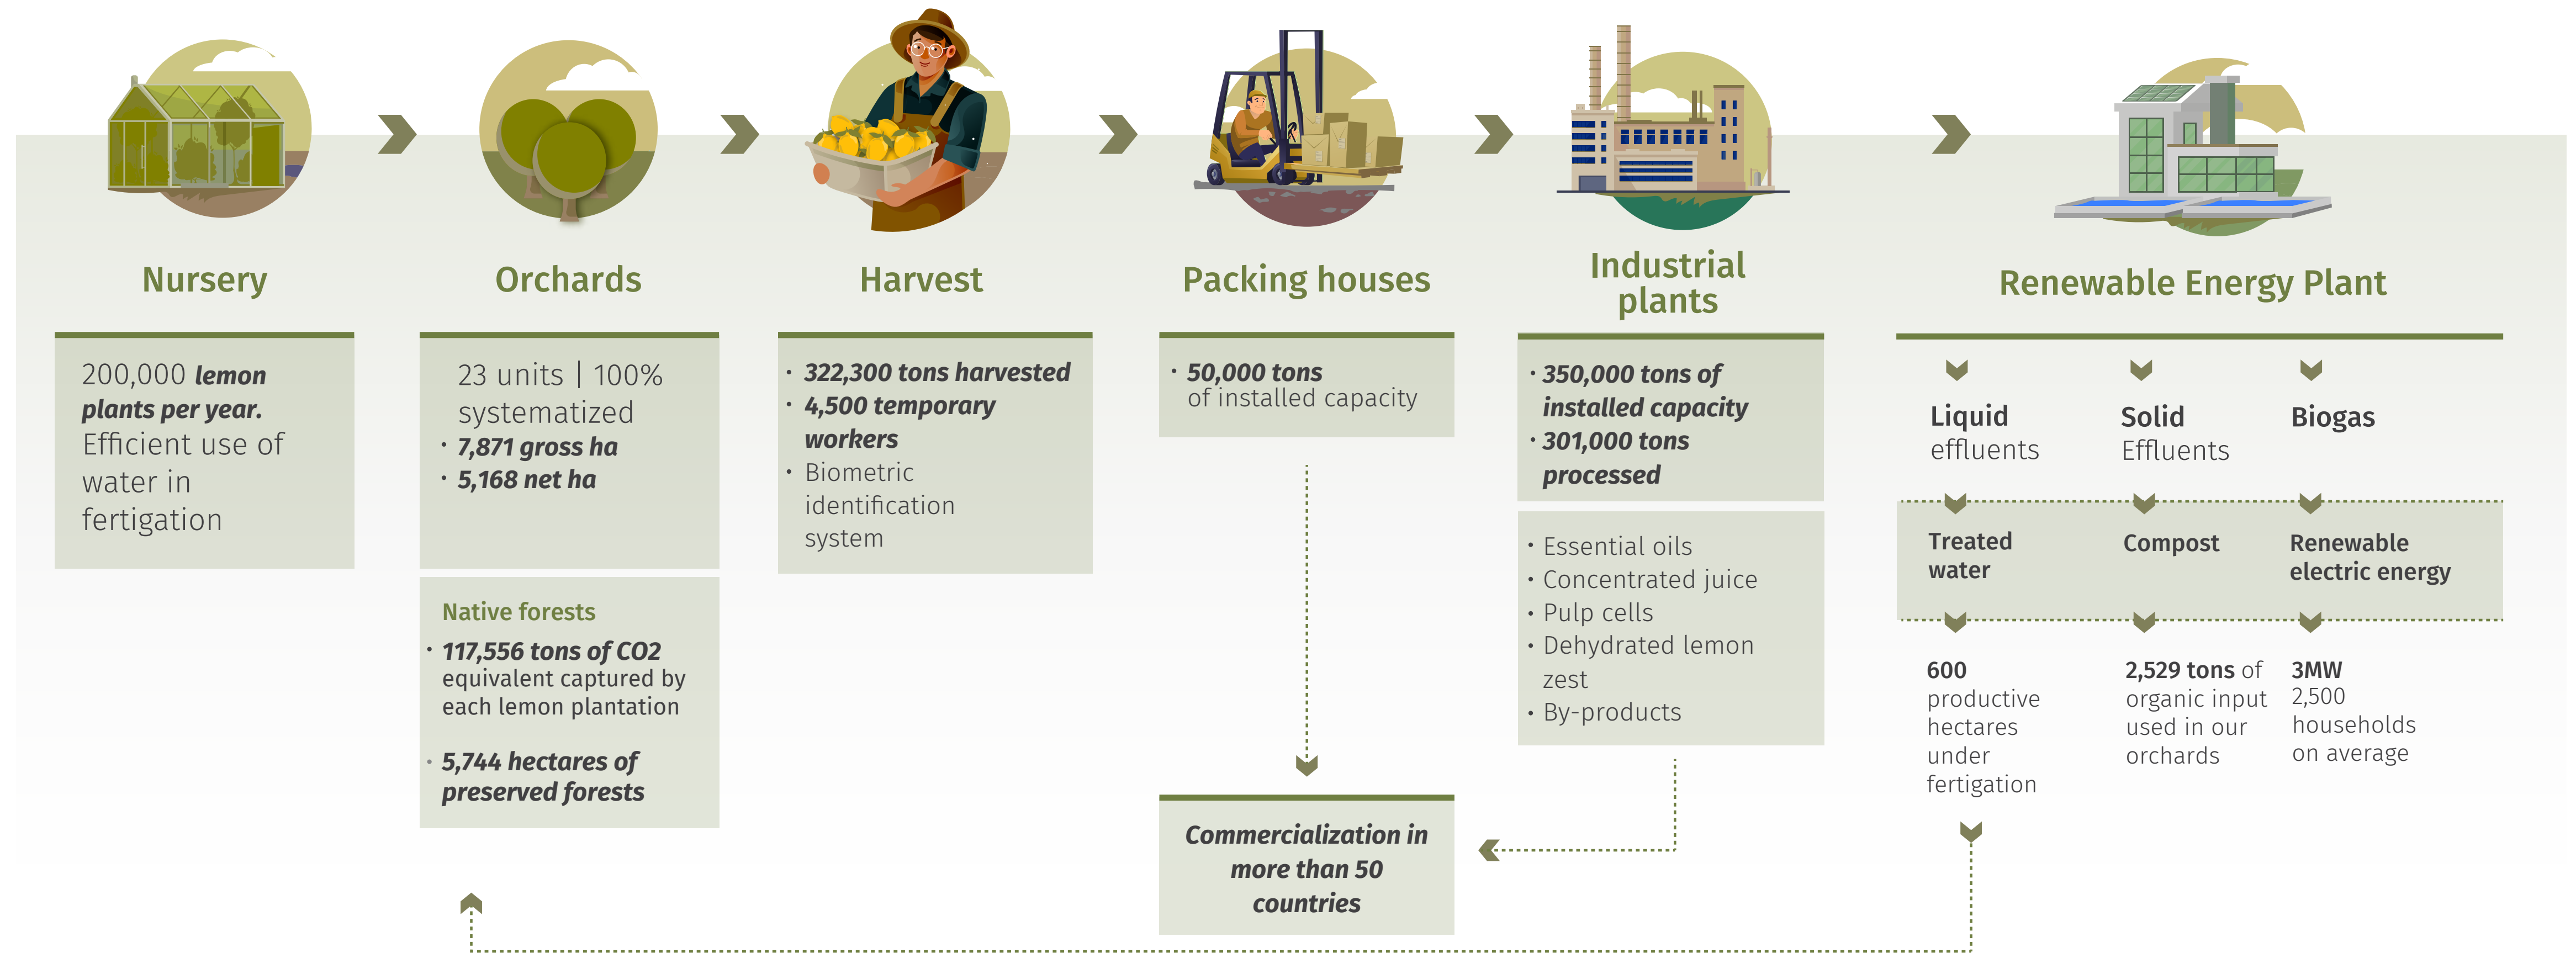 Nursery
200,000 lemon
plants per year.
Efficient use of
water in
fertigation
Orchards
23 units | 100%
systematized
• 7,871 gross ha
• 5,168 net ha
Native forests
• 117,556 tons of CO2
equivalent captured by
each lemon plantation
• 5,744 hectares of
preserved forests
Harvest
• 322,300 tons harvested
• 4,500 temporary
workers
• Biometric
identification
system
Packing houses
• 50,000 tons
of installed capacity
Commercialization in
more than 50
countries
Industrial
plants
• 350,000 tons of
installed capacity
• 301,000 tons
processed
• Essential oils
• Concentrated juice
• Pulp cells
• Dehydrated lemon
zest
• By-products
Renewable Energy Plant
Liquid
effluents
Treated
water
600
productive
hectares
under
fertigation
Solid
Effluents
Compost
2,529 tons of
organic input
used in our
orchards
Biogas
Renewable
electric energy
3MW
2,500
households
on average